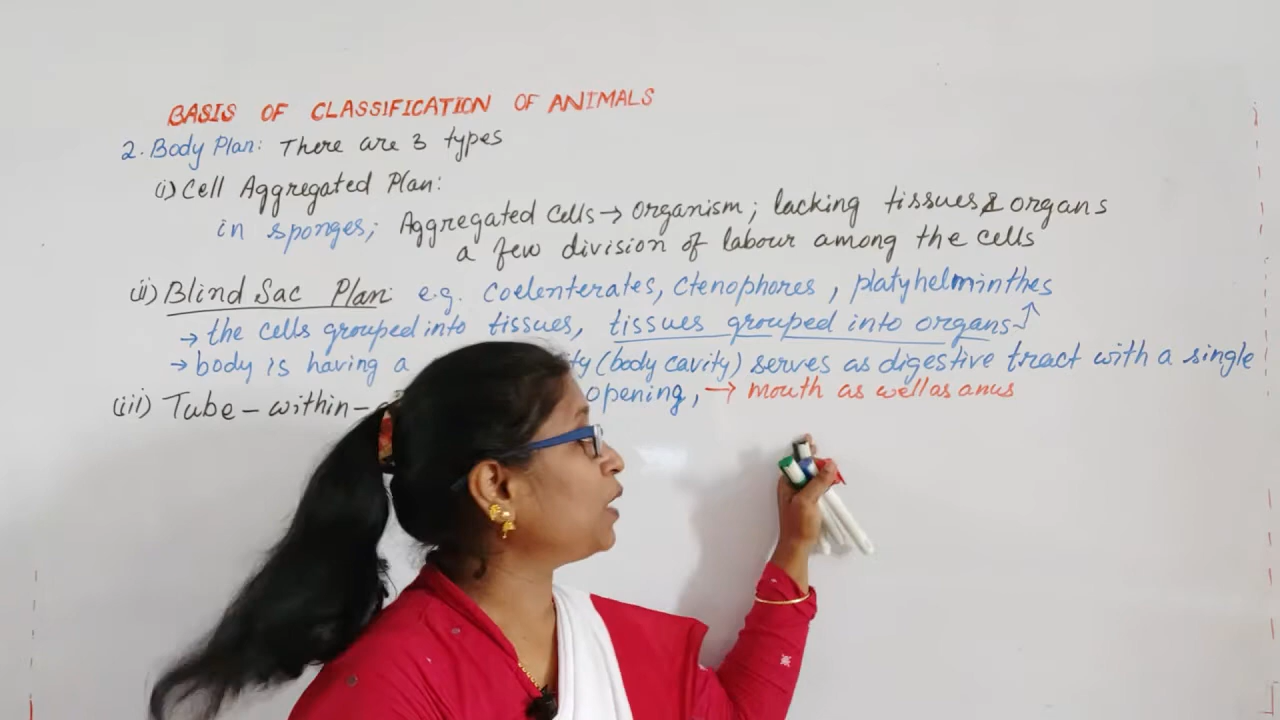 BASIS OF CLASSIFICATION OF ANIMALS
2. Body Plan: There are 3 types
(i) Cell Aggregated Plan:
in sponges; Aggregated cells → organism; lacking tissues & organs
a few division of labour among the cells
ii) Blind Sac Plan e.g. coelenterates, ctenophores, platyhelminthes
→ the cells grouped into tissues, tissues grouped into organs ↑
→ body is having a ity (body cavity) serves as digestive tract with a single
opening, → mouth as well as anus
(iii) Tube-within-